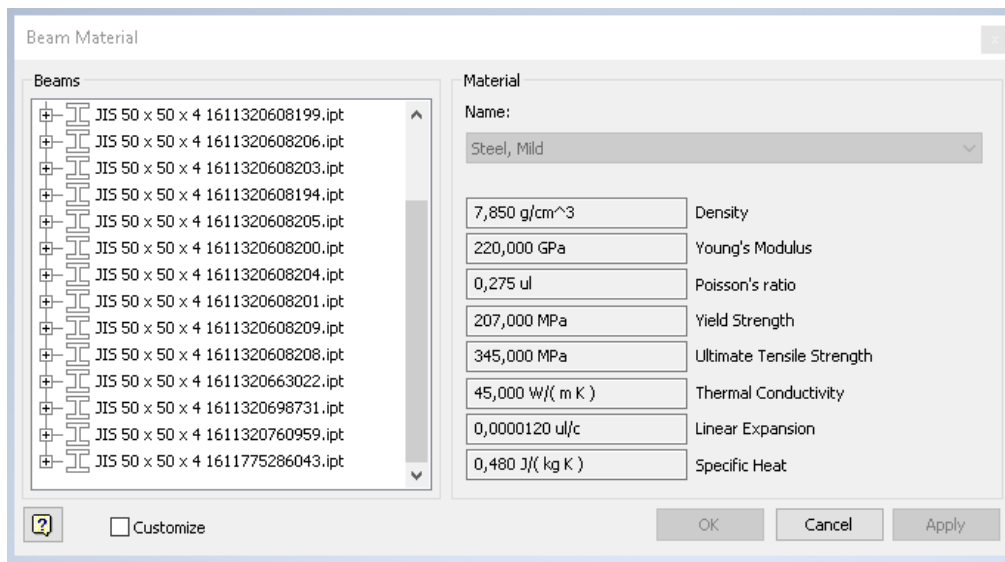 Beam Material
x
Beams
JIS 50 x 50 x 4 1611320608199.ipt
JIS 50 x 50 x 4 1611320608206.ipt
JIS 50 x 50 x 4 1611320608203.ipt
JIS 50 x 50 x 4 1611320608194.ipt
JIS 50 x 50 x 4 1611320608205.ipt
JIS 50 x 50 x 4 1611320608200.ipt
JIS 50 x 50 x 4 1611320608204.ipt
JIS 50 x 50 x 4 1611320608201.ipt
JIS 50 x 50 x 4 1611320608209.ipt
JIS 50 x 50 x 4 1611320608208.ipt
JIS 50 x 50 x 4 1611320663022.ipt
JIS 50 x 50 x 4 1611320698731.ipt
JIS 50 x 50 x 4 1611320760959.ipt
JIS 50 x 50 x 4 1611775286043.ipt
Material
Name:
Steel, Mild
7,850 g/cm^3 Density
220,000 GPa Young's Modulus
0,275 ul Poisson's ratio
207,000 MPa Yield Strength
345,000 MPa Ultimate Tensile Strength
45,000 W/( m K ) Thermal Conductivity
0,0000120 ul/c Linear Expansion
0,480 J/( kg K ) Specific Heat
? Customize OK Cancel Apply